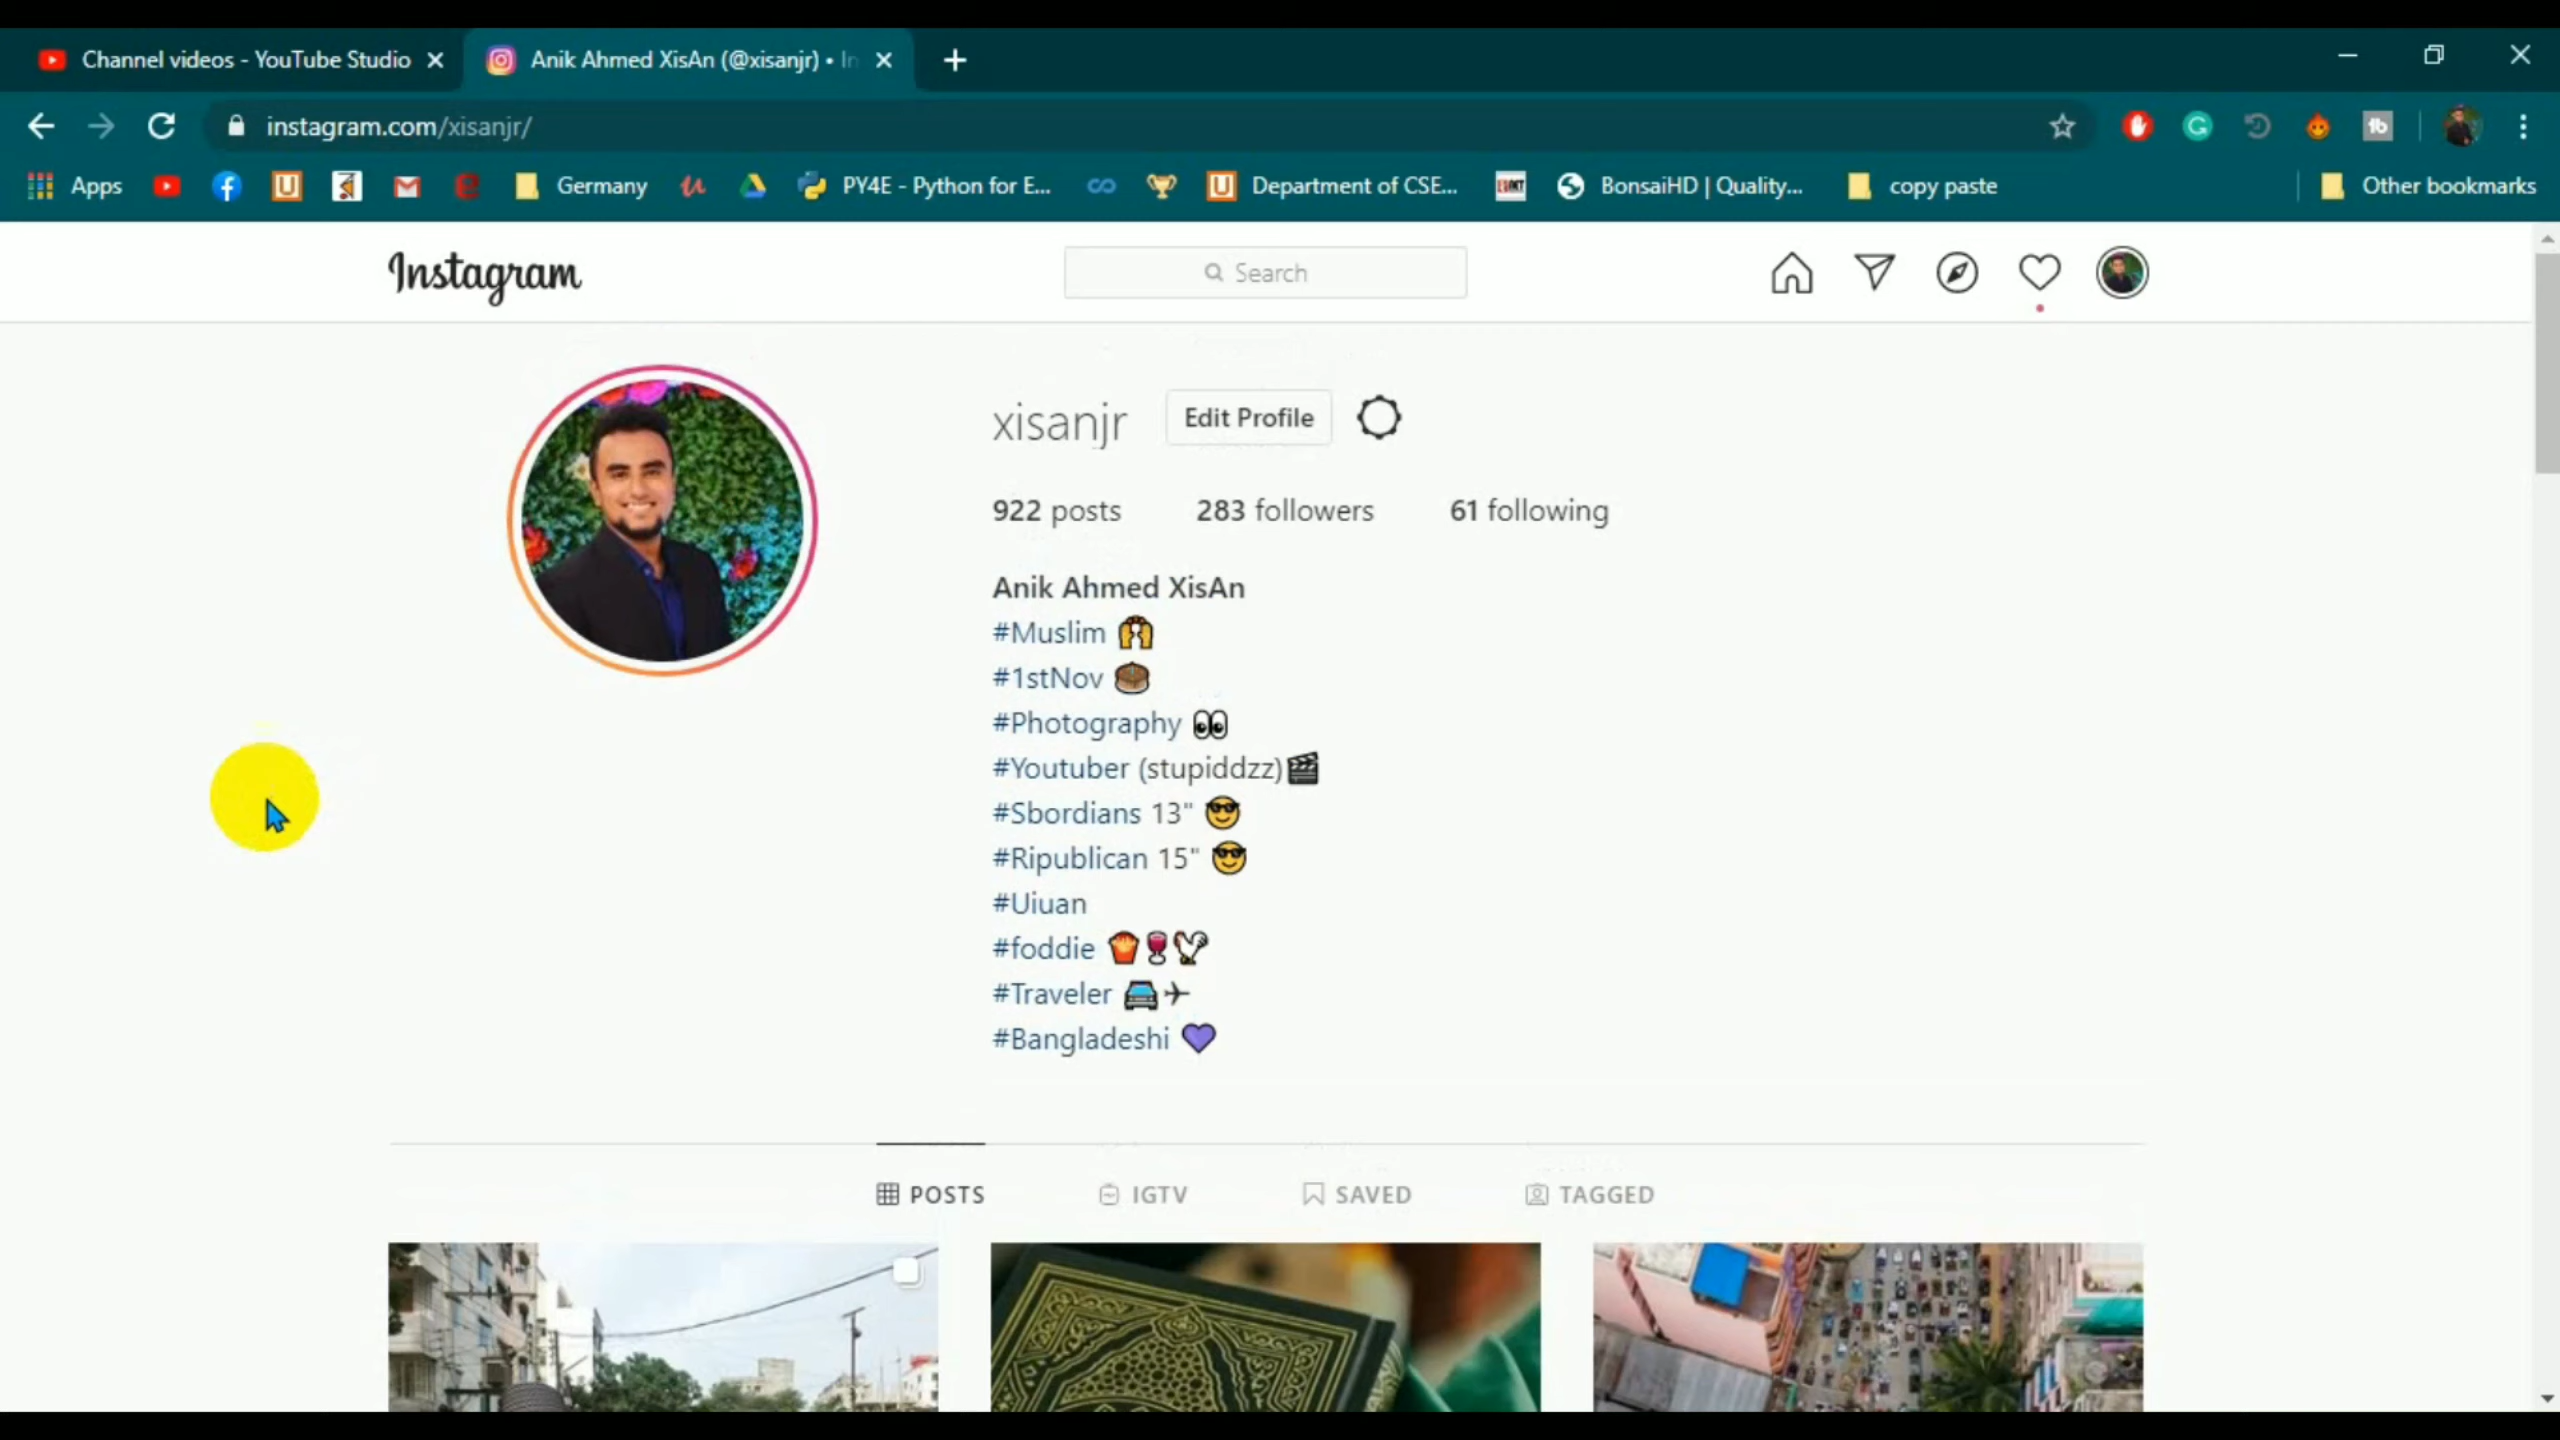 Channel videos - YouTube Studio
Anik Ahmed XisAn (@xisanjr) • In
instagram.com/xisanjr/
Apps
Germany
PY4E - Python for E...
Department of CSE...
BonsaiHD | Quality...
copy paste
Other bookmarks
Instagram
Search
xisanjr
Edit Profile
922 posts
283 followers
61 following
Anik Ahmed XisAn
#Muslim
#1stNov
#Photography
#Youtuber (stupiddzz)
#Sbordians 13"
#Ripublican 15"
#Uiuan
#foddie
#Traveler
#Bangladeshi
POSTS
IGTV
SAVED
TAGGED